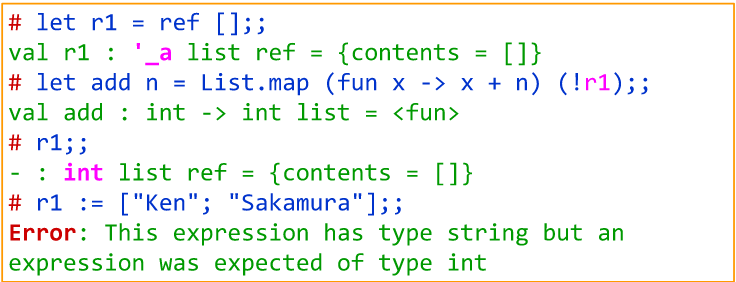 # let r1 = ref [];;
val r1 : '_a list ref = {contents = []}
# let add n = List.map (fun x -> x + n) (!r1);;
val add : int -> int list = <fun>
# r1;;
- : int list ref = {contents = []}
# r1 := ["Ken"; "Sakamura"];;
Error: This expression has type string but an
expression was expected of type int